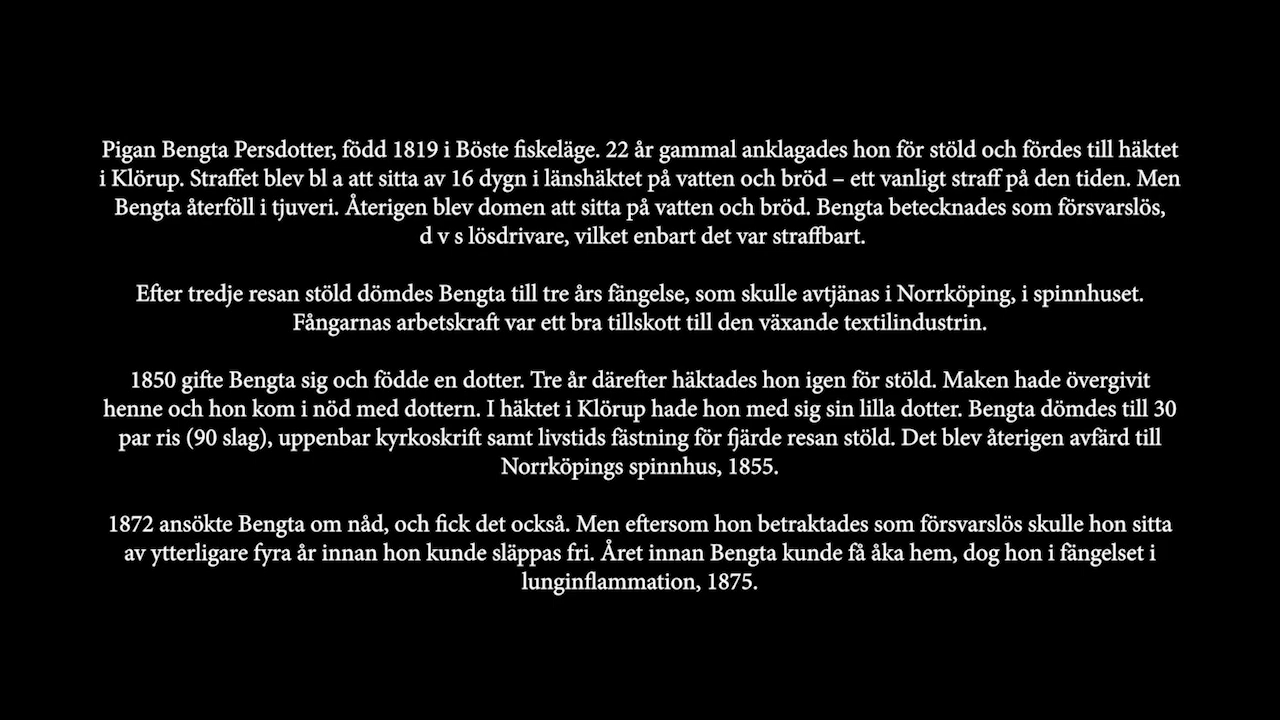 Pigan Bengta Persdotter, född 1819 i Böste fiskeläge. 22 år gammal anklagades hon för stöld och fördes till häktet
i Klörup. Straffet blev bl a att sitta av 16 dygn i länshäktet på vatten och bröd – ett vanligt straff på den tiden. Men
Bengta återföll i tjuveri. Återigen blev domen att sitta på vatten och bröd. Bengta betecknades som försvarslös,
d v s lösdrivare, vilket enbart det var straffbart.
Efter tredje resan stöld dömdes Bengta till tre års fängelse, som skulle avtjänas i Norrköping, i spinnhuset.
Fångarnas arbetskraft var ett bra tillskott till den växande textilindustrin.
1850 gifte Bengta sig och födde en dotter. Tre år därefter häktades hon igen för stöld. Maken hade övergivit
henne och hon kom i nöd med dottern. I häktet i Klörup hade hon med sig sin lilla dotter. Bengta dömdes till 30
par ris (90 slag), uppenbar kyrkoskrift samt livstids fästning för fjärde resan stöld. Det blev återigen avfärd till
Norrköpings spinnhus, 1855.
1872 ansökte Bengta om nåd, och fick det också. Men eftersom hon betraktades som försvarslös skulle hon sitta
av ytterligare fyra år innan hon kunde släppas fri. Året innan Bengta kunde få åka hem, dog hon i fängelset i
lunginflammation, 1875.